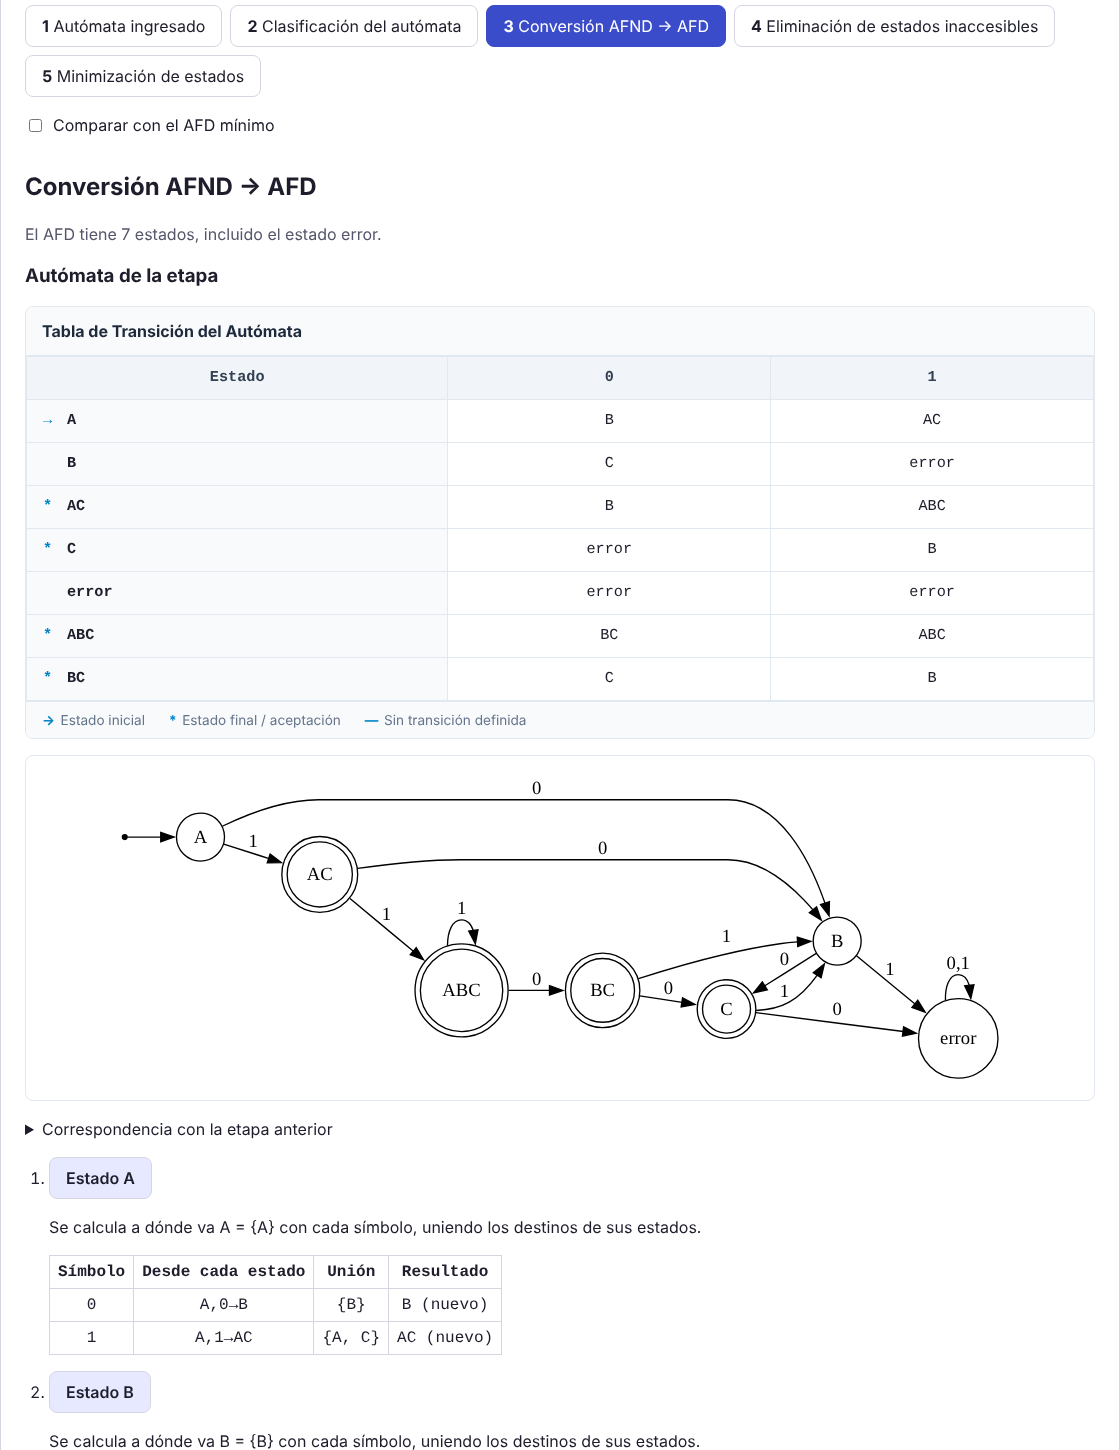 1 Autómata ingresado
2 Clasificación del autómata
3 Conversión AFND → AFD
4 Eliminación de estados inaccesibles
5 Minimización de estados
Comparar con el AFD mínimo
Conversión AFND → AFD
El AFD tiene 7 estados, incluido el estado error.
Autómata de la etapa
Tabla de Transición del Autómata
Estado 0 1
→ A B AC
B C error
* AC B ABC
* C error B
error error error
* ABC BC ABC
* BC C B
→ Estado inicial * Estado final / aceptación — Sin transición definida
0
A
1
AC
0
1
1
ABC
0
BC
1
0
C
0
1
B
1
0
0,1
error
Correspondencia con la etapa anterior
1. Estado A
Se calcula a dónde va A = {A} con cada símbolo, uniendo los destinos de sus estados.
Símbolo Desde cada estado Unión Resultado
0 A,0→B {B} B (nuevo)
1 A,1→AC {A, C} AC (nuevo)
2. Estado B
Se calcula a dónde va B = {B} con cada símbolo, uniendo los destinos de sus estados.